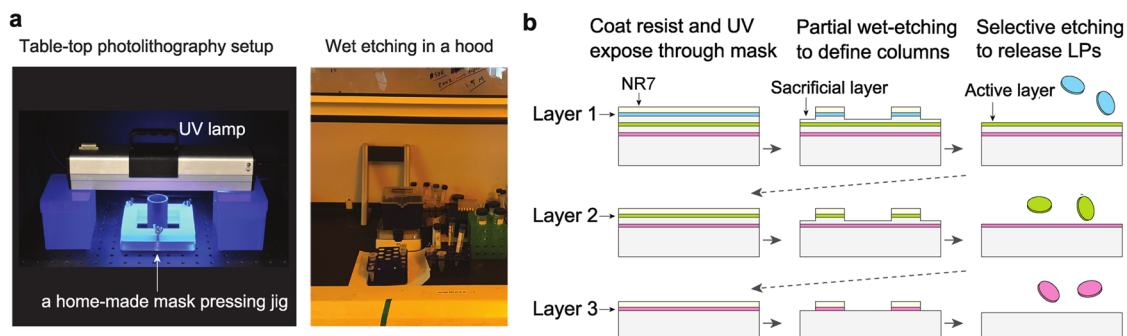 a
Table-top photolithography setup
Wet etching in a hood
UV lamp
a home-made mask pressing jig
b
Coat resist and UV
expose through mask
Partial wet-etching
to define columns
Selective etching
to release LPs
NR7
Sacrificial layer
Active layer
Layer 1
Layer 2
Layer 3